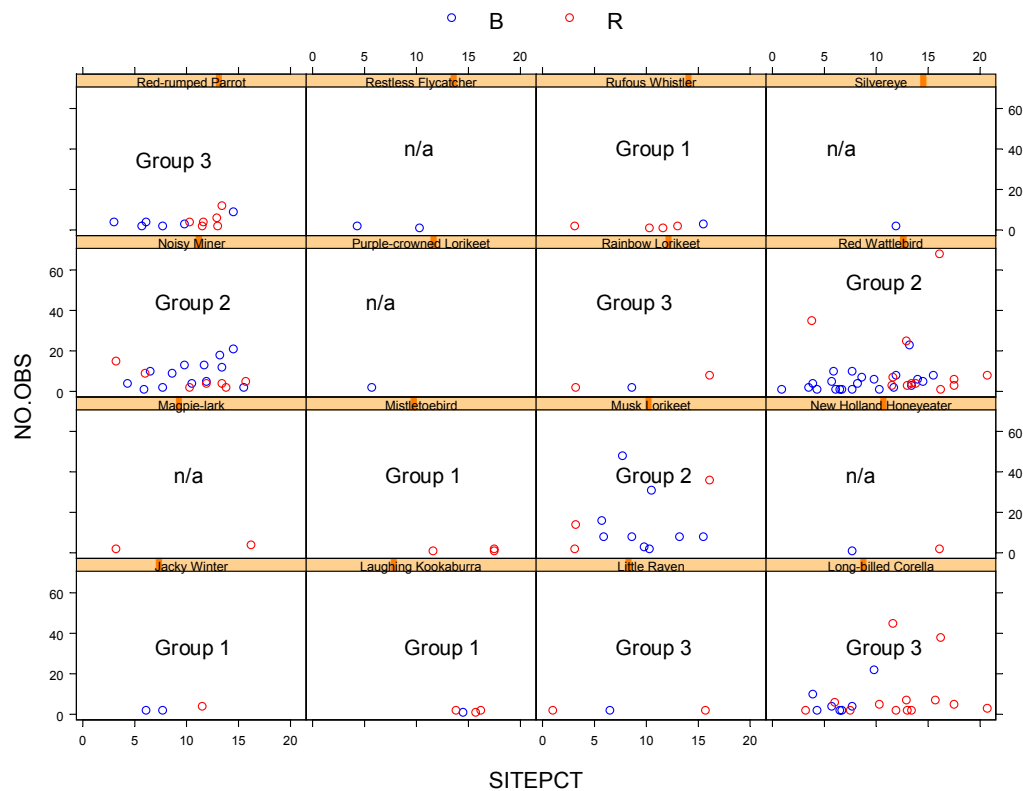 B R
0 5 10 15 20 0 5 10 15 20
Red-rumped Parrot Restless Flycatcher Rufous Whistler Silvereye
Group 3 n/a Group 1 n/a
60
40
20
0
Noisy Miner Purple-crowned Lorikeet Rainbow Lorikeet Red Wattlebird
Group 2 n/a Group 3 Group 2
60
40
20
0
Magpie-lark Mistletoebird Musk Lorikeet New Holland Honeyeater
n/a Group 1 Group 2 n/a
60
40
20
0
Jacky Winter Laughing Kookaburra Little Raven Long-billed Corella
Group 1 Group 1 Group 3 Group 3
60
40
20
0
0 5 10 15 20 0 5 10 15 20
NO.OBS
SITEPCT